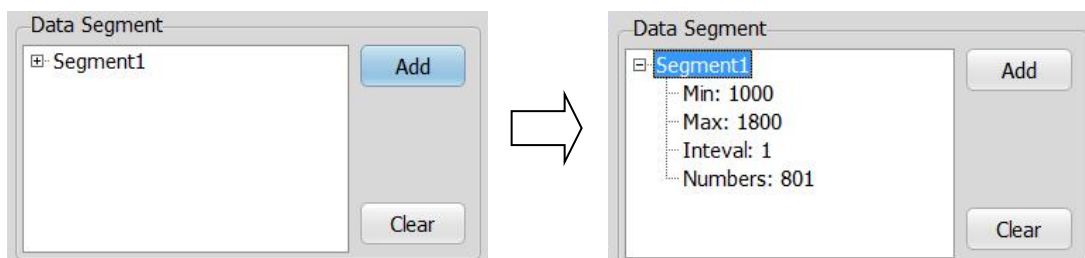 Data Segment
Segment1
Add
Clear
Data Segment
Segment1
Min: 1000
Max: 1800
Inteval: 1
Numbers: 801
Add
Clear